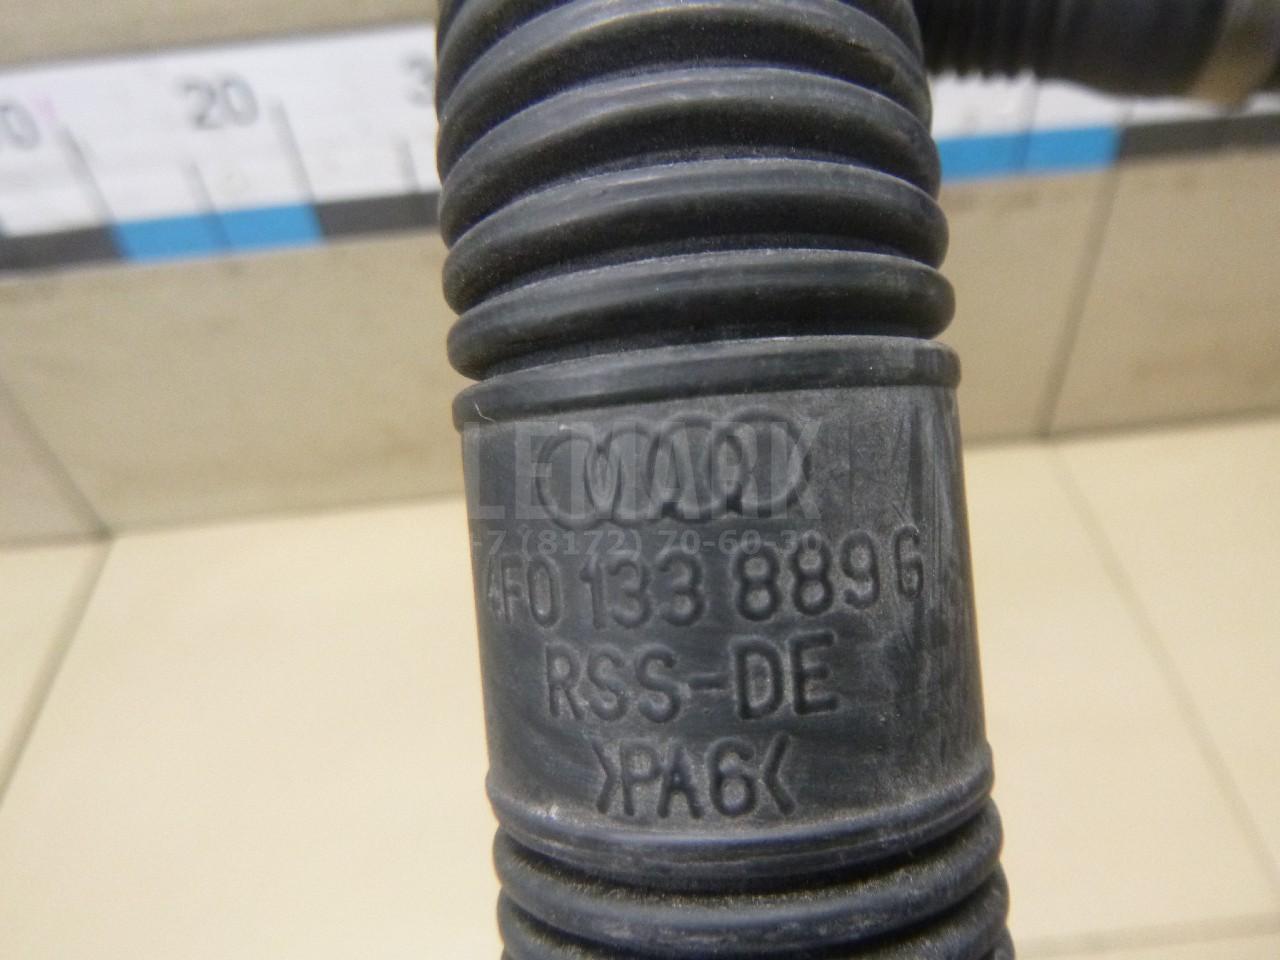 20
LEMARK
+7 (8172) 70-60-30
4F0 133 889 G
RSS-DE
>PA6<